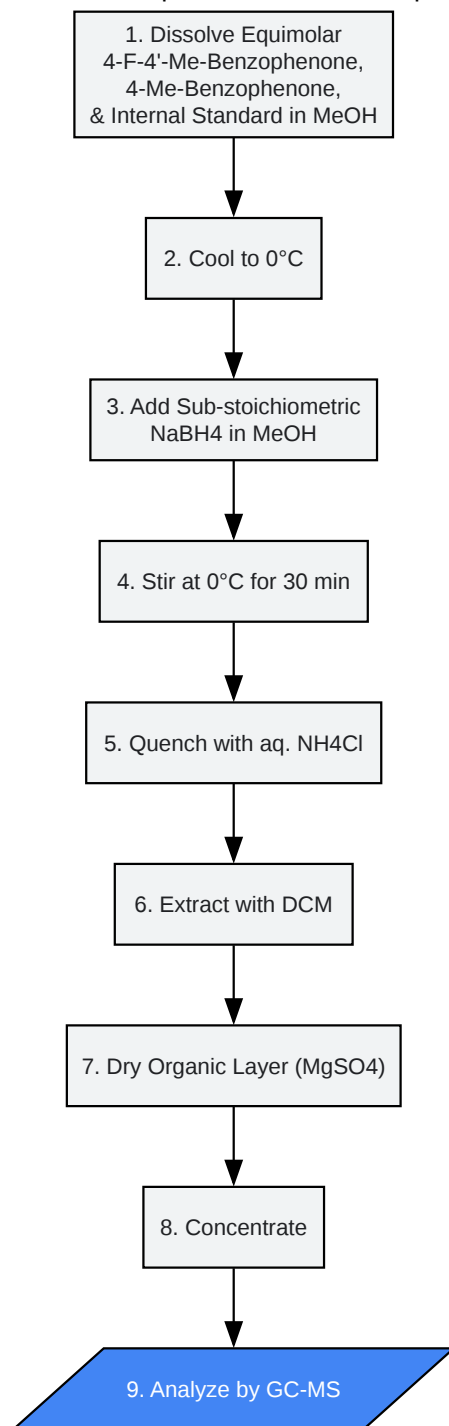 1. Dissolve Equimolar
4-F-4'-Me-Benzophenone,
4-Me-Benzophenone,
& Internal Standard in MeOH
2. Cool to 0°C
3. Add Sub-stoichiometric
NaBH4 in MeOH
4. Stir at 0°C for 30 min
5. Quench with aq. NH4Cl
6. Extract with DCM
7. Dry Organic Layer (MgSO4)
8. Concentrate
9. Analyze by GC-MS